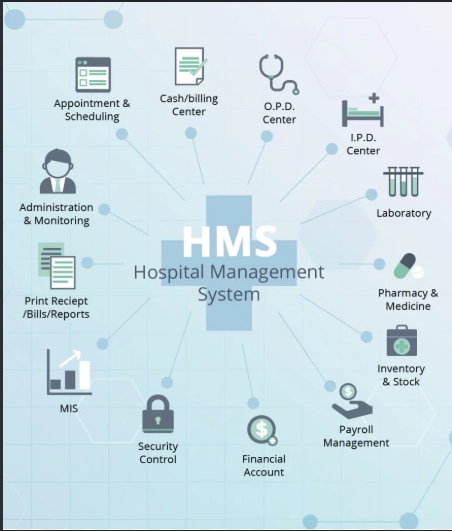 Appointment &
Scheduling
Cash/billing
Center
O.P.D.
Center
I.P.D.
Center
Administration
& Monitoring
Laboratory
HMS
Hospital Management
System
Print Reciept
/Bills/Reports
Pharmacy &
Medicine
Inventory
& Stock
MIS
Security
Control
Financial
Account
Payroll
Management
$
$